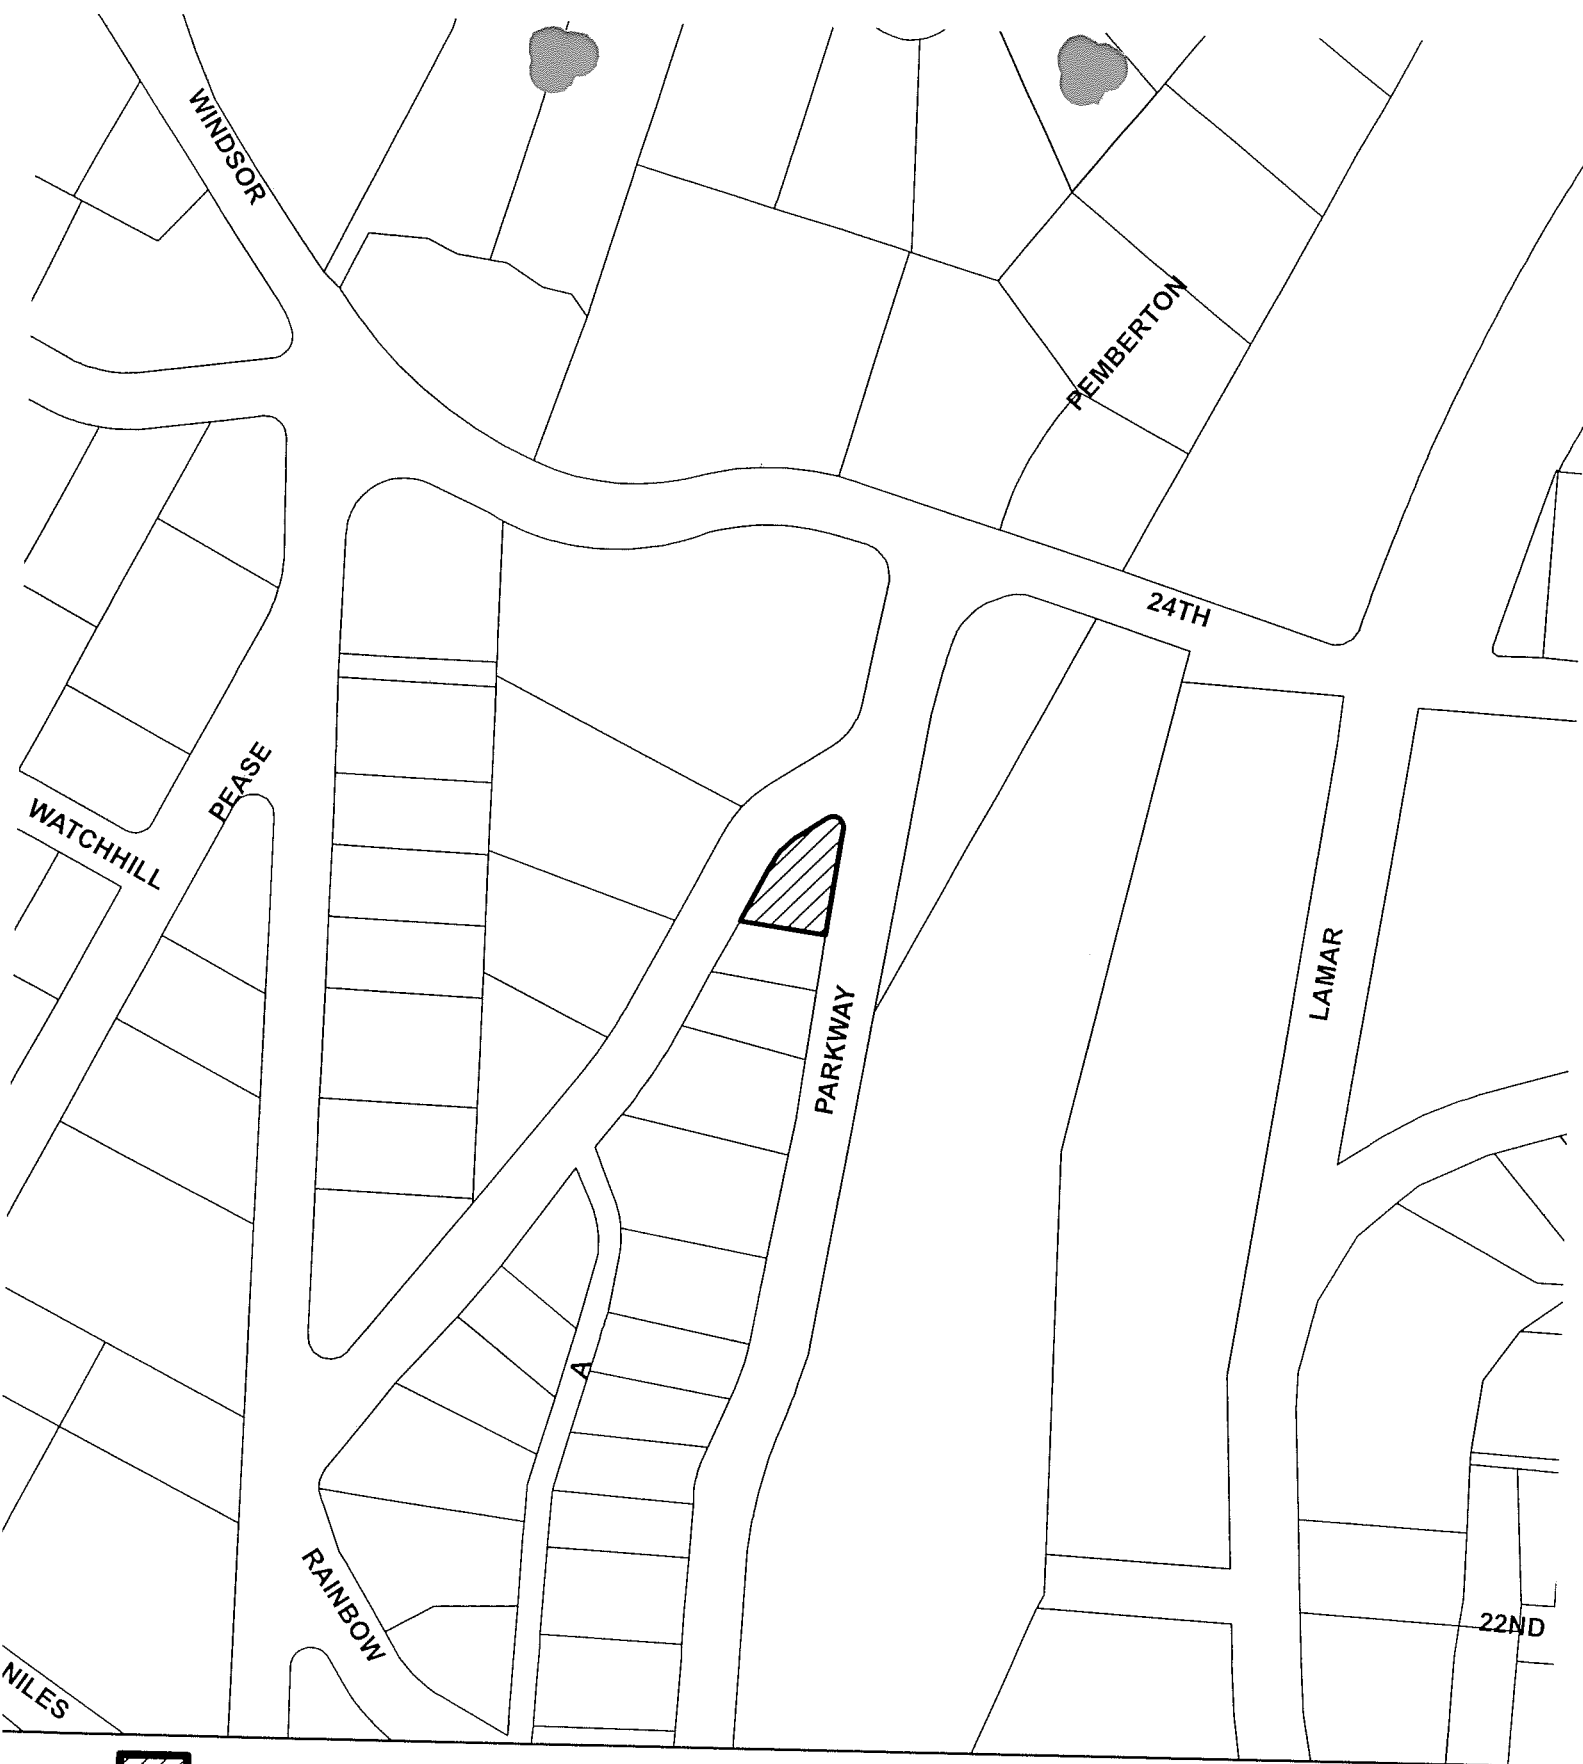 WINDSOR
PEMBERTON
24TH
PEASE
WATCHHILL
LAMAR
PARKWAY
A
RAINBOW
22ND
NILES